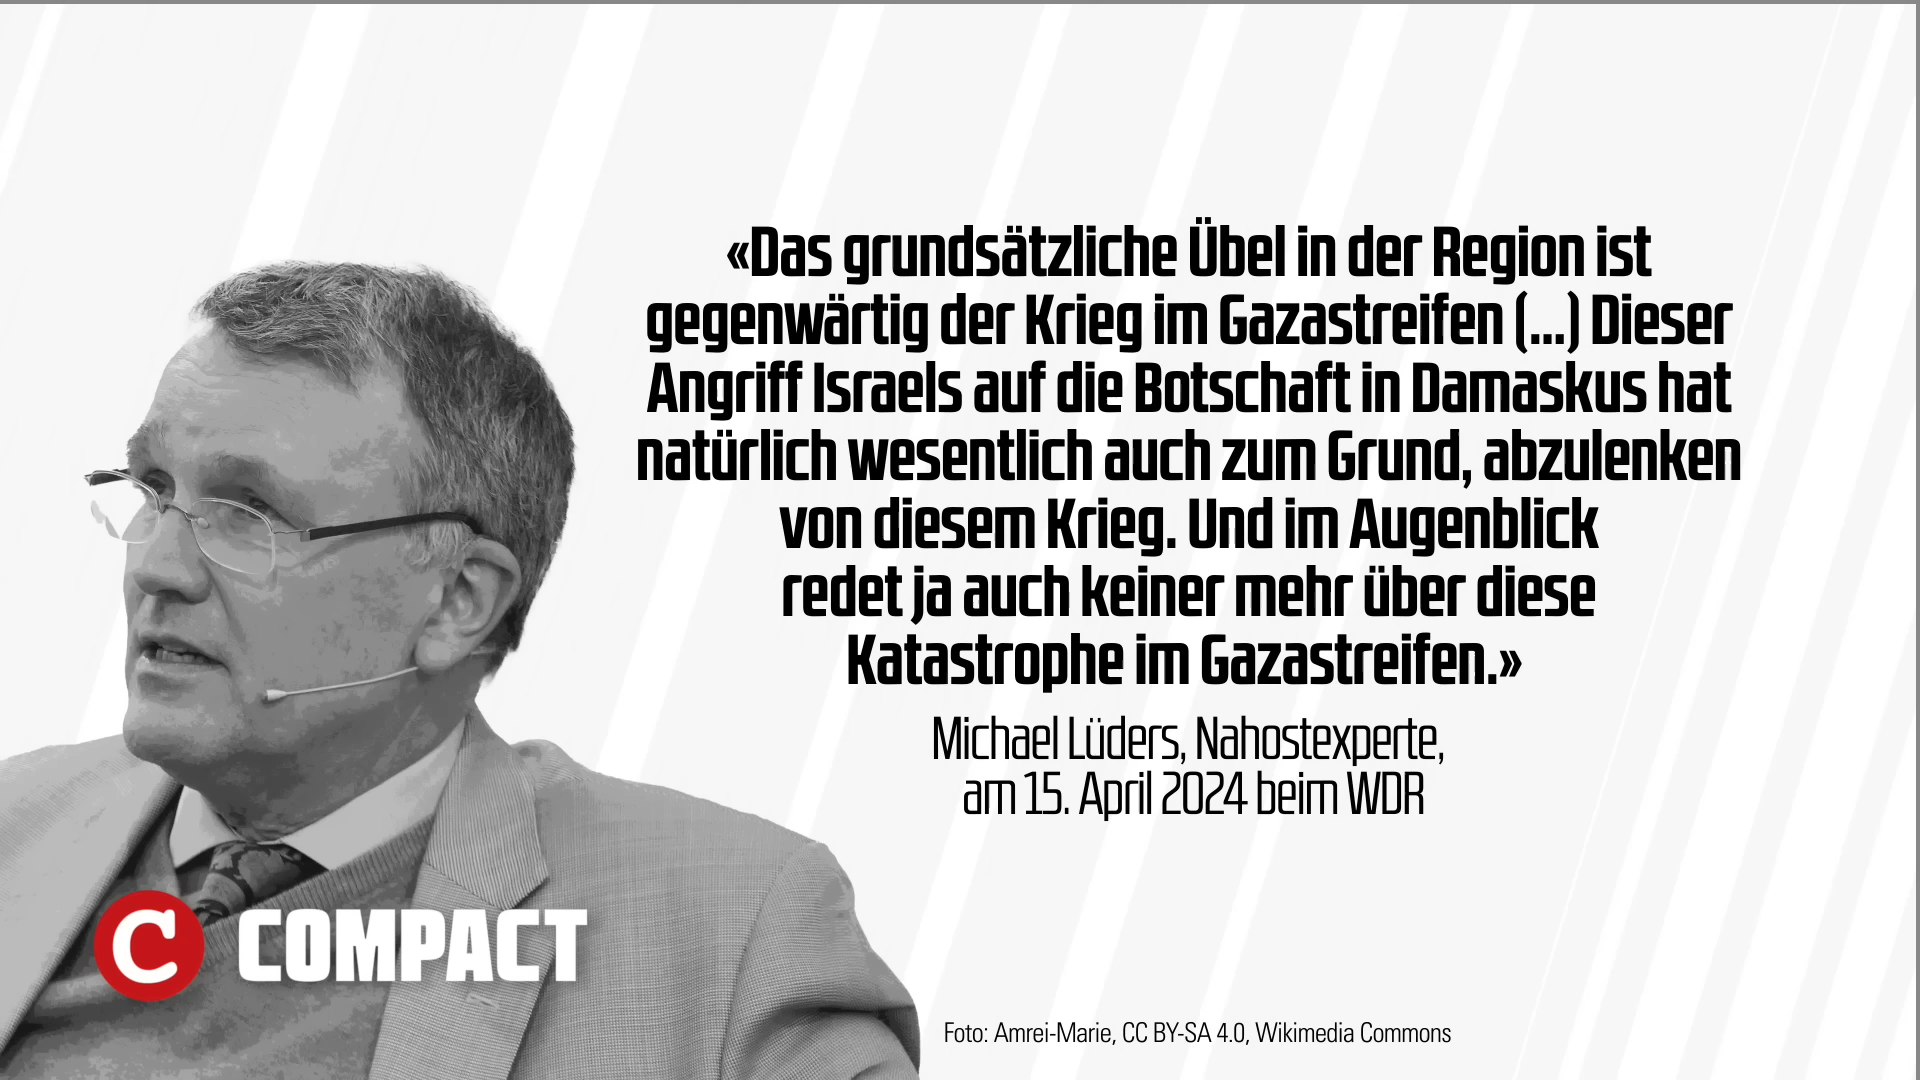 «Das grundsätzliche Übel in der Region ist
gegenwärtig der Krieg im Gazastreifen (...) Dieser
Angriff Israels auf die Botschaft in Damaskus hat
natürlich wesentlich auch zum Grund, abzulenken
von diesem Krieg. Und im Augenblick
redet ja auch keiner mehr über diese
Katastrophe im Gazastreifen.»
Michael Lüders, Nahostexperte,
am 15. April 2024 beim WDR
C COMPACT
Foto: Amrei-Marie, CC BY-SA 4.0, Wikimedia Commons